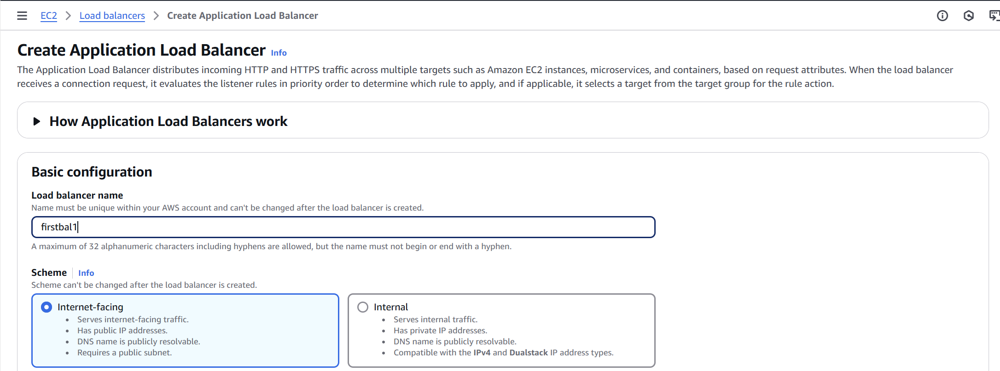 EC2 > Load balancers > Create Application Load Balancer
Create Application Load Balancer Info
The Application Load Balancer distributes incoming HTTP and HTTPS traffic across multiple targets such as Amazon EC2 instances, microservices, and containers, based on request attributes. When the load balancer
receives a connection request, it evaluates the listener rules in priority order to determine which rule to apply, and if applicable, it selects a target from the target group for the rule action.
How Application Load Balancers work
Basic configuration
Load balancer name
Name must be unique within your AWS account and can't be changed after the load balancer is created.
firstbal1
A maximum of 32 alphanumeric characters including hyphens are allowed, but the name must not begin or end with a hyphen.
Scheme Info
Scheme can't be changed after the load balancer is created.
Internet-facing
• Serves internet-facing traffic.
• Has public IP addresses.
• DNS name is publicly resolvable.
• Requires a public subnet.
Internal
• Serves internal traffic.
• Has private IP addresses.
• DNS name is publicly resolvable.
• Compatible with the IPv4 and Dualstack IP address types.